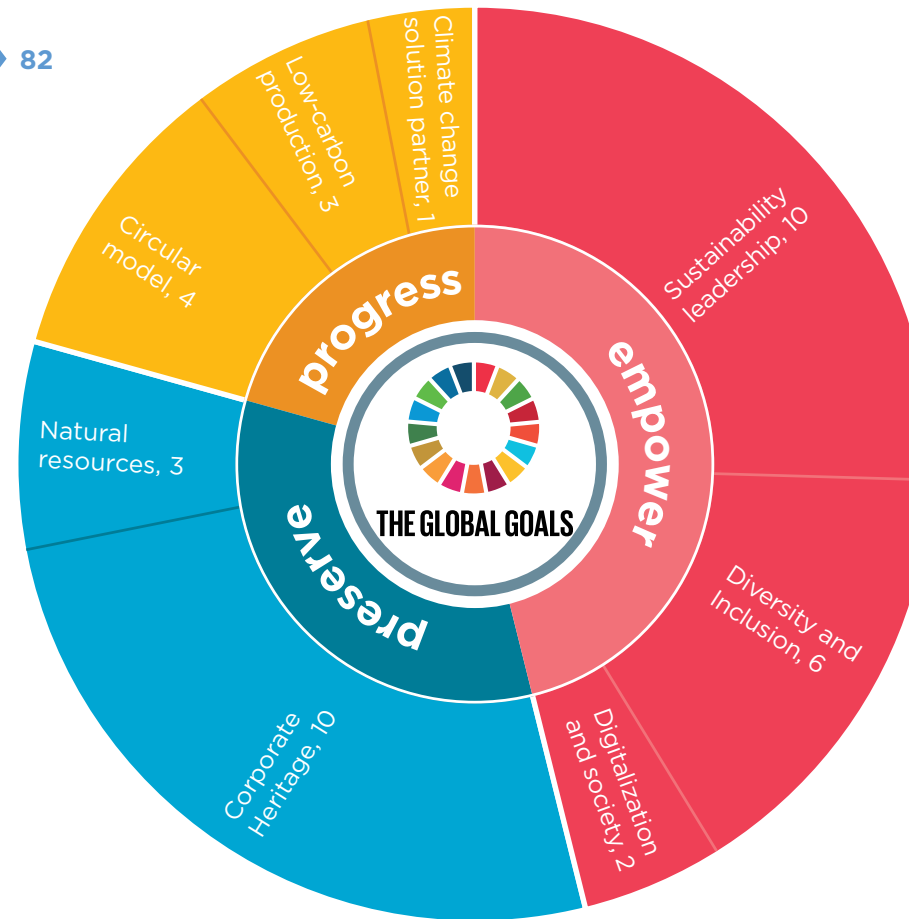 82
Climate change
solution partner, 1
Low-carbon
production, 3
Circular
model, 4
Natural
resources, 3
Corporate
Heritage, 10
Digitalization
and society, 2
Diversity and
Inclusion, 6
Sustainability
leadership, 10
progress
empower
preserve
THE GLOBAL GOALS